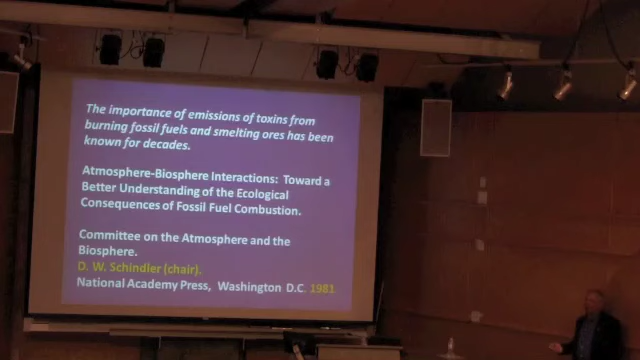 The importance of emissions of toxins from
burning fossil fuels and smelting ores has been
known for decades.
Atmosphere-Biosphere Interactions: Toward a
Better Understanding of the Ecological
Consequences of Fossil Fuel Combustion.
Committee on the Atmosphere and the
Biosphere.
D. W. Schindler (chair).
National Academy Press, Washington D.C. 1981